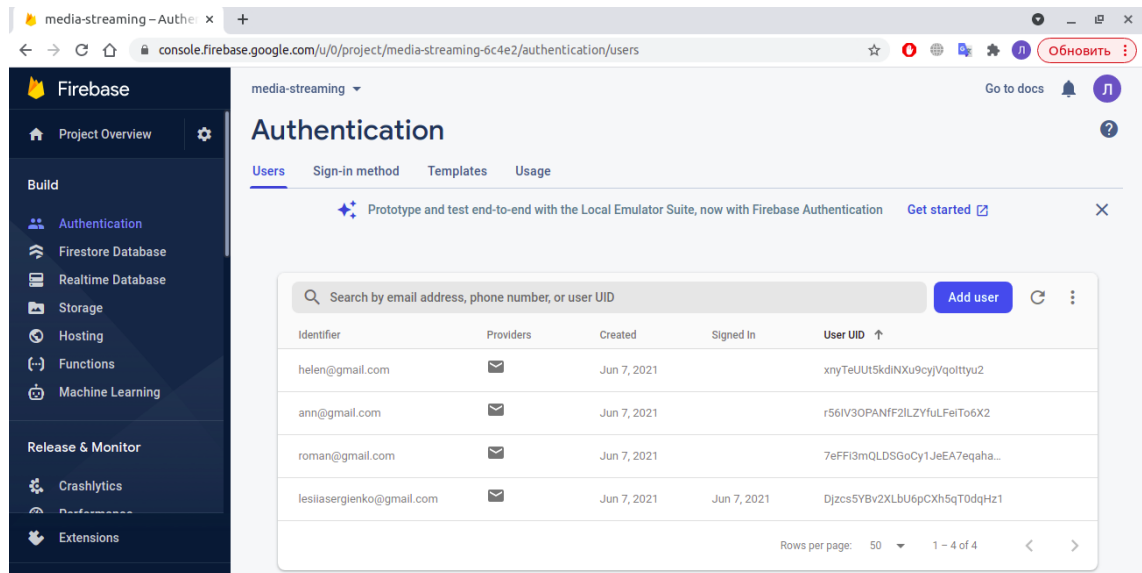 media-streaming – Authe
console.firebase.google.com/u/0/project/media-streaming-6c4e2/authentication/users
Л
Обновить
Firebase
media-streaming
Go to docs
Л
Project Overview
Authentication
Users Sign-in method Templates Usage
Build
Prototype and test end-to-end with the Local Emulator Suite, now with Firebase Authentication Get started
Authentication
Firestore Database
Realtime Database
Storage
Hosting
Functions
Machine Learning
Release & Monitor
Crashlytics
Performance
Extensions
Search by email address, phone number, or user UID
Add user
Identifier Providers Created Signed In User UID
helen@gmail.com Jun 7, 2021 xnyTeUUt5kdiNXu9cyjVqoIttyu2
ann@gmail.com Jun 7, 2021 r56IV3OPANfF2lLZYfuLFeiTo6X2
roman@gmail.com Jun 7, 2021 7eFFi3mQLDSGoCy1JeEA7eqaha...
lesiiasergienko@gmail.com Jun 7, 2021 Jun 7, 2021 Djzcs5YBv2XLbU6pCXh5qT0dqHz1
Rows per page: 50 1 – 4 of 4